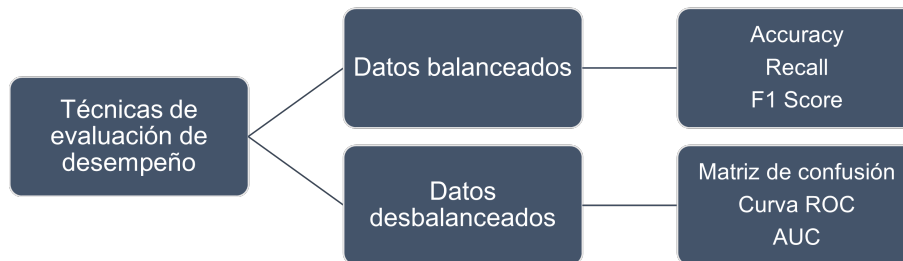 Técnicas de
evaluación de
desempeño
Datos balanceados
Accuracy
Recall
F1 Score
Datos
desbalanceados
Matriz de confusión
Curva ROC
AUC